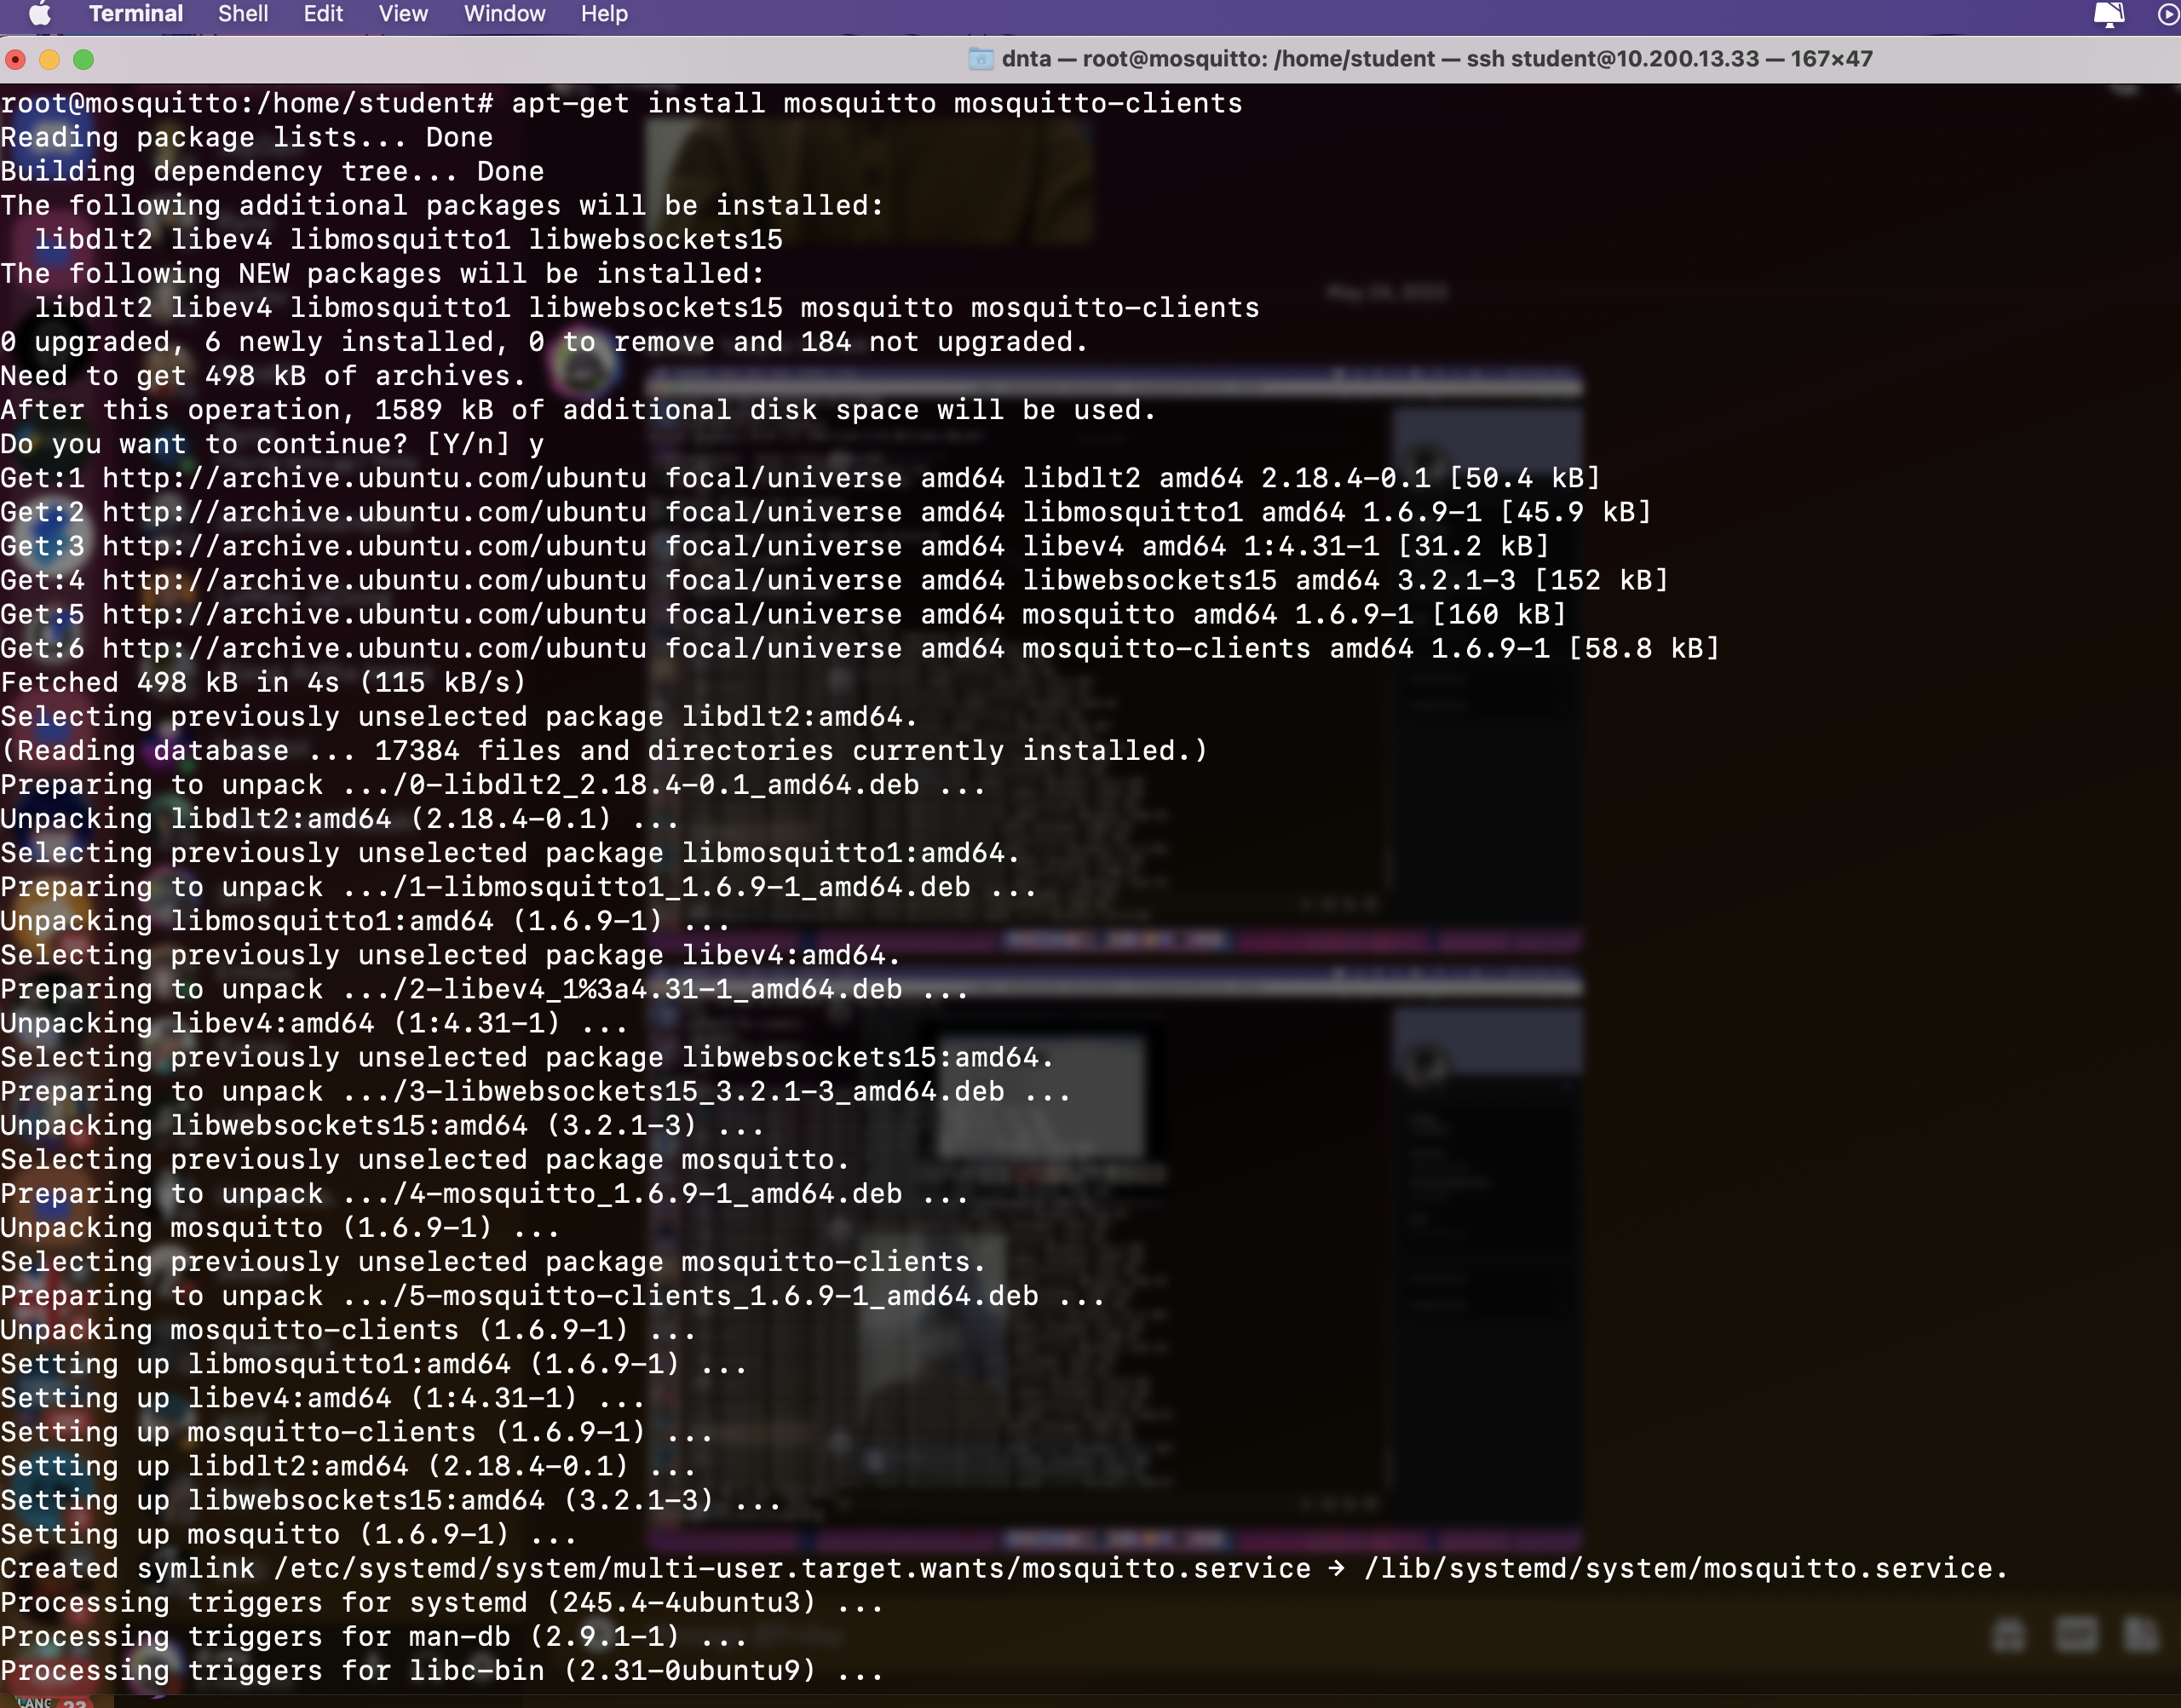 Terminal Shell Edit View Window Help
dnta — root@mosquitto: /home/student — ssh student@10.200.13.33 — 167×47
root@mosquitto:/home/student# apt-get install mosquitto mosquitto-clients
Reading package lists... Done
Building dependency tree... Done
The following additional packages will be installed:
  libdlt2 libev4 libmosquitto1 libwebsockets15
The following NEW packages will be installed:
  libdlt2 libev4 libmosquitto1 libwebsockets15 mosquitto mosquitto-clients
0 upgraded, 6 newly installed, 0 to remove and 184 not upgraded.
Need to get 498 kB of archives.
After this operation, 1589 kB of additional disk space will be used.
Do you want to continue? [Y/n] y
Get:1 http://archive.ubuntu.com/ubuntu focal/universe amd64 libdlt2 amd64 2.18.4-0.1 [50.4 kB]
Get:2 http://archive.ubuntu.com/ubuntu focal/universe amd64 libmosquitto1 amd64 1.6.9-1 [45.9 kB]
Get:3 http://archive.ubuntu.com/ubuntu focal/universe amd64 libev4 amd64 1:4.31-1 [31.2 kB]
Get:4 http://archive.ubuntu.com/ubuntu focal/universe amd64 libwebsockets15 amd64 3.2.1-3 [152 kB]
Get:5 http://archive.ubuntu.com/ubuntu focal/universe amd64 mosquitto amd64 1.6.9-1 [160 kB]
Get:6 http://archive.ubuntu.com/ubuntu focal/universe amd64 mosquitto-clients amd64 1.6.9-1 [58.8 kB]
Fetched 498 kB in 4s (115 kB/s)
Selecting previously unselected package libdlt2:amd64.
(Reading database ... 17384 files and directories currently installed.)
Preparing to unpack .../0-libdlt2_2.18.4-0.1_amd64.deb ...
Unpacking libdlt2:amd64 (2.18.4-0.1) ...
Selecting previously unselected package libmosquitto1:amd64.
Preparing to unpack .../1-libmosquitto1_1.6.9-1_amd64.deb ...
Unpacking libmosquitto1:amd64 (1.6.9-1) ...
Selecting previously unselected package libev4:amd64.
Preparing to unpack .../2-libev4_1%3a4.31-1_amd64.deb ...
Unpacking libev4:amd64 (1:4.31-1) ...
Selecting previously unselected package libwebsockets15:amd64.
Preparing to unpack .../3-libwebsockets15_3.2.1-3_amd64.deb ...
Unpacking libwebsockets15:amd64 (3.2.1-3) ...
Selecting previously unselected package mosquitto.
Preparing to unpack .../4-mosquitto_1.6.9-1_amd64.deb ...
Unpacking mosquitto (1.6.9-1) ...
Selecting previously unselected package mosquitto-clients.
Preparing to unpack .../5-mosquitto-clients_1.6.9-1_amd64.deb ...
Unpacking mosquitto-clients (1.6.9-1) ...
Setting up libmosquitto1:amd64 (1.6.9-1) ...
Setting up libev4:amd64 (1:4.31-1) ...
Setting up mosquitto-clients (1.6.9-1) ...
Setting up libdlt2:amd64 (2.18.4-0.1) ...
Setting up libwebsockets15:amd64 (3.2.1-3) ...
Setting up mosquitto (1.6.9-1) ...
Created symlink /etc/systemd/system/multi-user.target.wants/mosquitto.service → /lib/systemd/system/mosquitto.service.
Processing triggers for systemd (245.4-4ubuntu3) ...
Processing triggers for man-db (2.9.1-1) ...
Processing triggers for libc-bin (2.31-0ubuntu9) ...